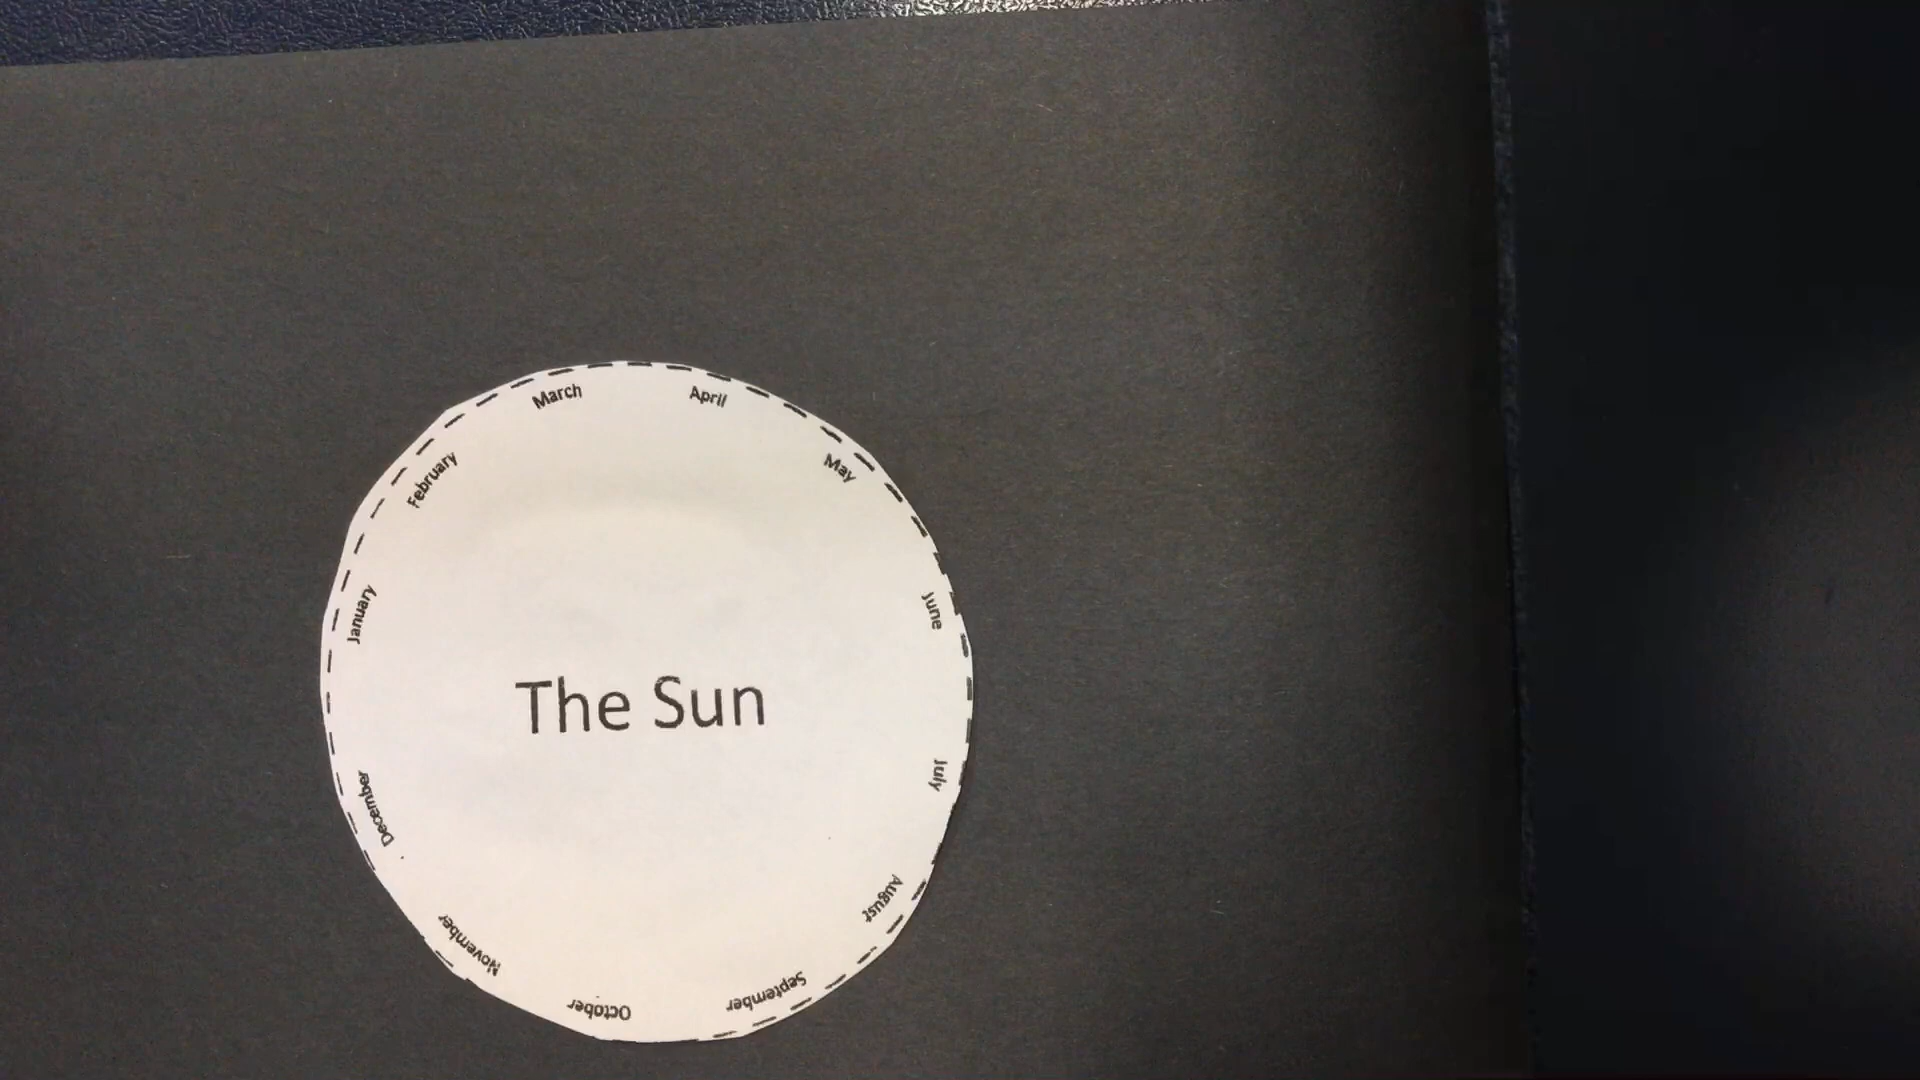 March
April
May
June
July
August
September
October
November
December
January
February
The Sun